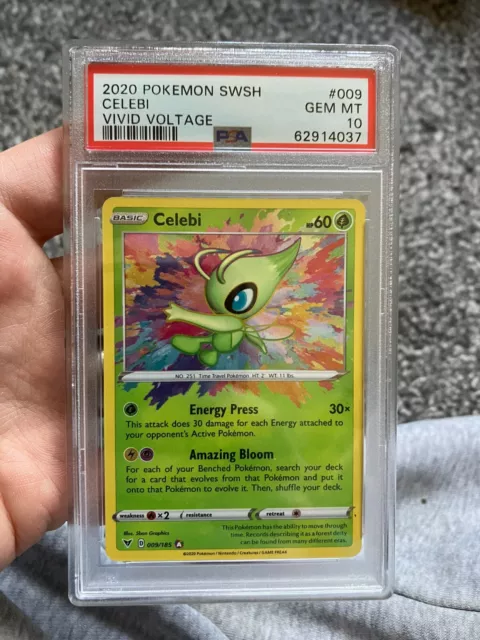 2020 POKEMON SWSH #009
CELEBI GEM MT
VIVID VOLTAGE 10
PSA 62914037
BASIC Celebi HP60
NO. 251 Time Travel Pokémon HT: 2' WT: 11 lbs.
Energy Press 30×
This attack does 30 damage for each Energy attached to
your opponent's Active Pokémon.
Amazing Bloom
For each of your Benched Pokémon, search your deck
for a card that evolves from that Pokémon and put it
onto that Pokémon to evolve it. Then, shuffle your deck.
weakness ×2 resistance retreat
Illus. Shin Graphics
D 009/185 A
This Pokémon has the ability to move through
time. Records describing it as a forest deity
can be found from many different eras.
©2020 Pokémon / Nintendo / Creatures / GAME FREAK